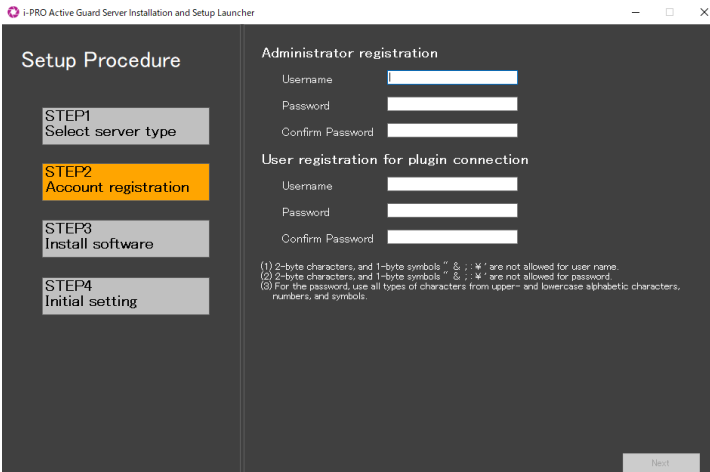 i-PRO Active Guard Server Installation and Setup Launcher
Setup Procedure
STEP1
Select server type
STEP2
Account registration
STEP3
Install software
STEP4
Initial setting
Administrator registration
Username
Password
Confirm Password
User registration for plugin connection
Username
Password
Confirm Password
(1) 2-byte characters, and 1-byte symbols ” & ; : ¥ ‘ are not allowed for user name.
(2) 2-byte characters, and 1-byte symbols ” & ; : ¥ ‘ are not allowed for password.
(3) For the password, use all types of characters from upper- and lowercase alphabetic characters,
numbers, and symbols.
Next